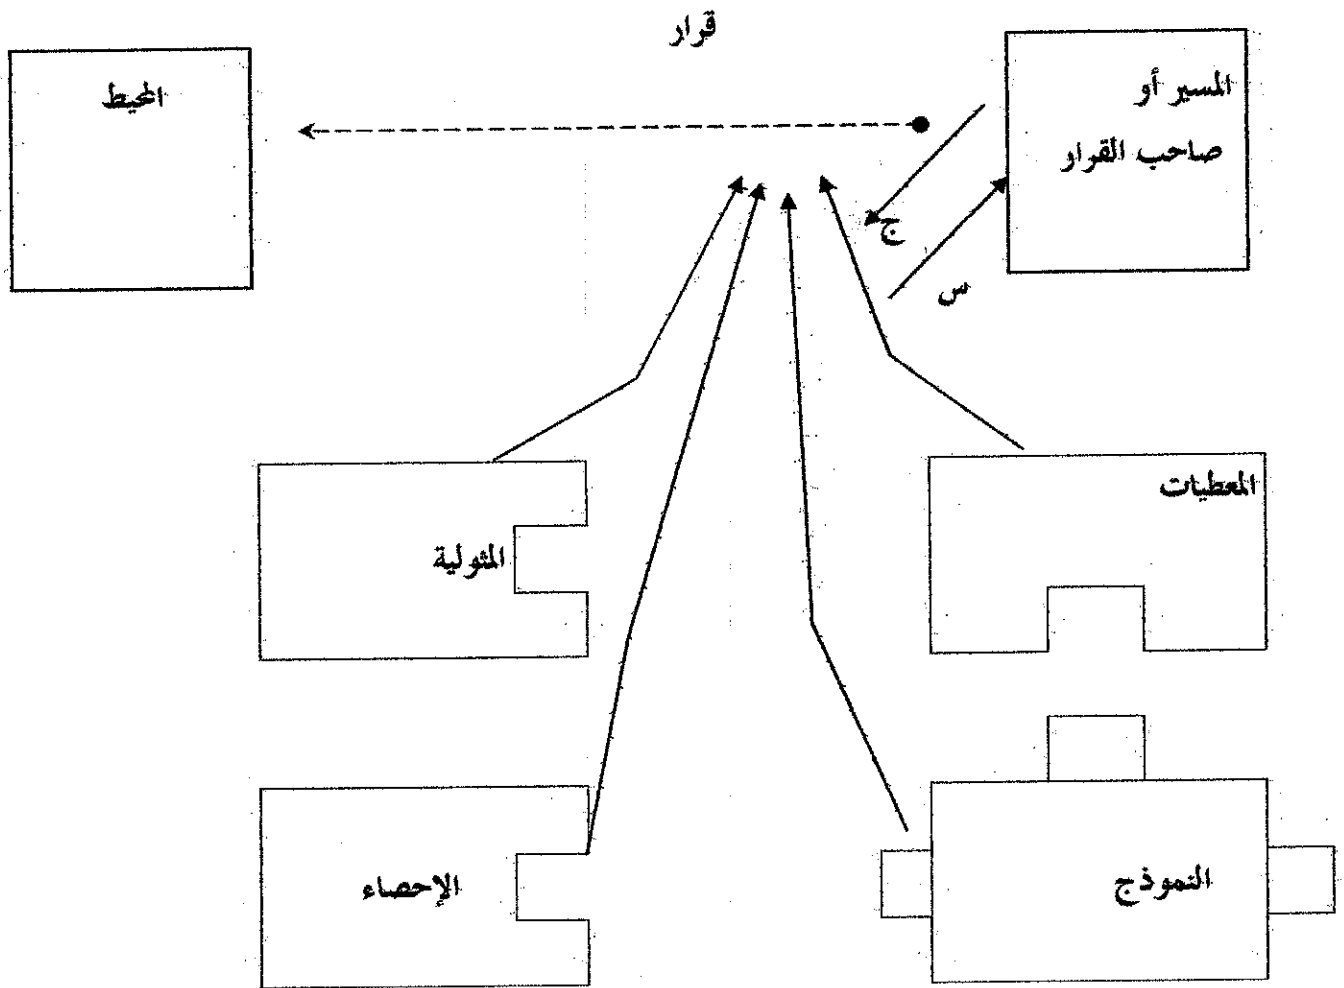 قرار
المسير أو
صاحب القرار
المحيط
ج
س
المعطيات
المثولية
النموذج
الإحصاء